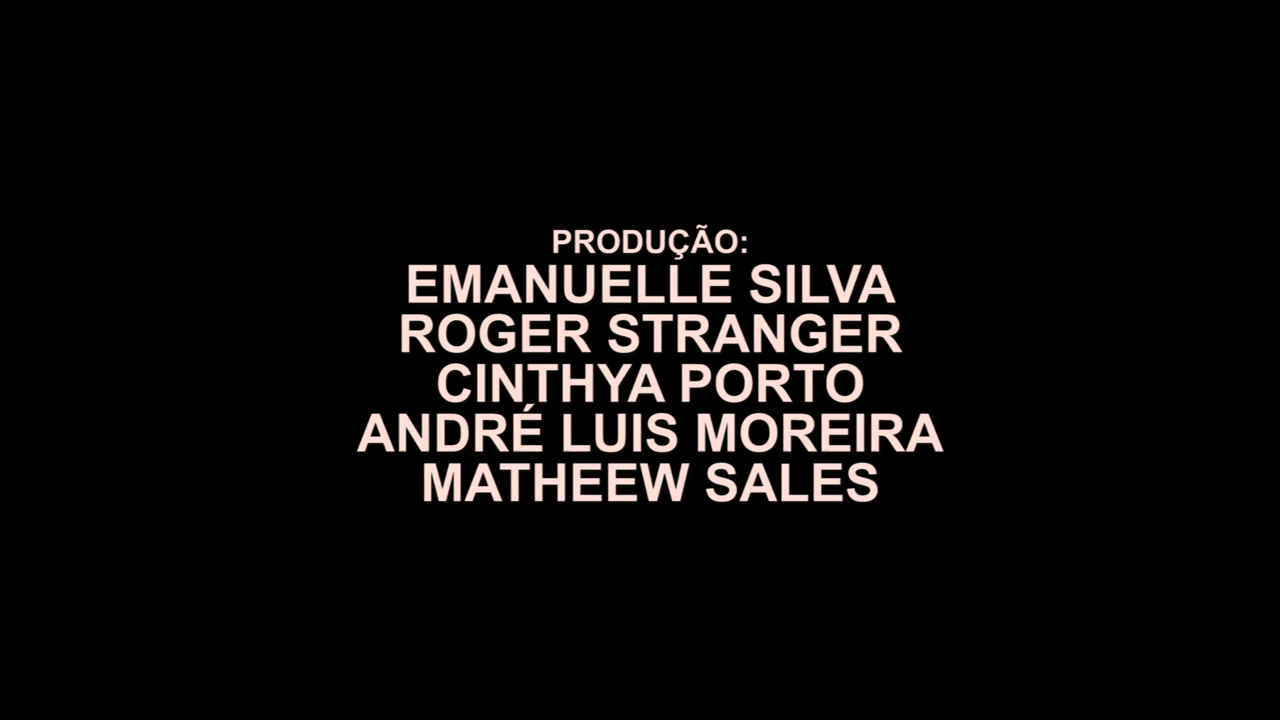 PRODUÇÃO:
EMANUELLE SILVA
ROGER STRANGER
CINTHYA PORTO
ANDRÉ LUIS MOREIRA
MATHEEW SALES